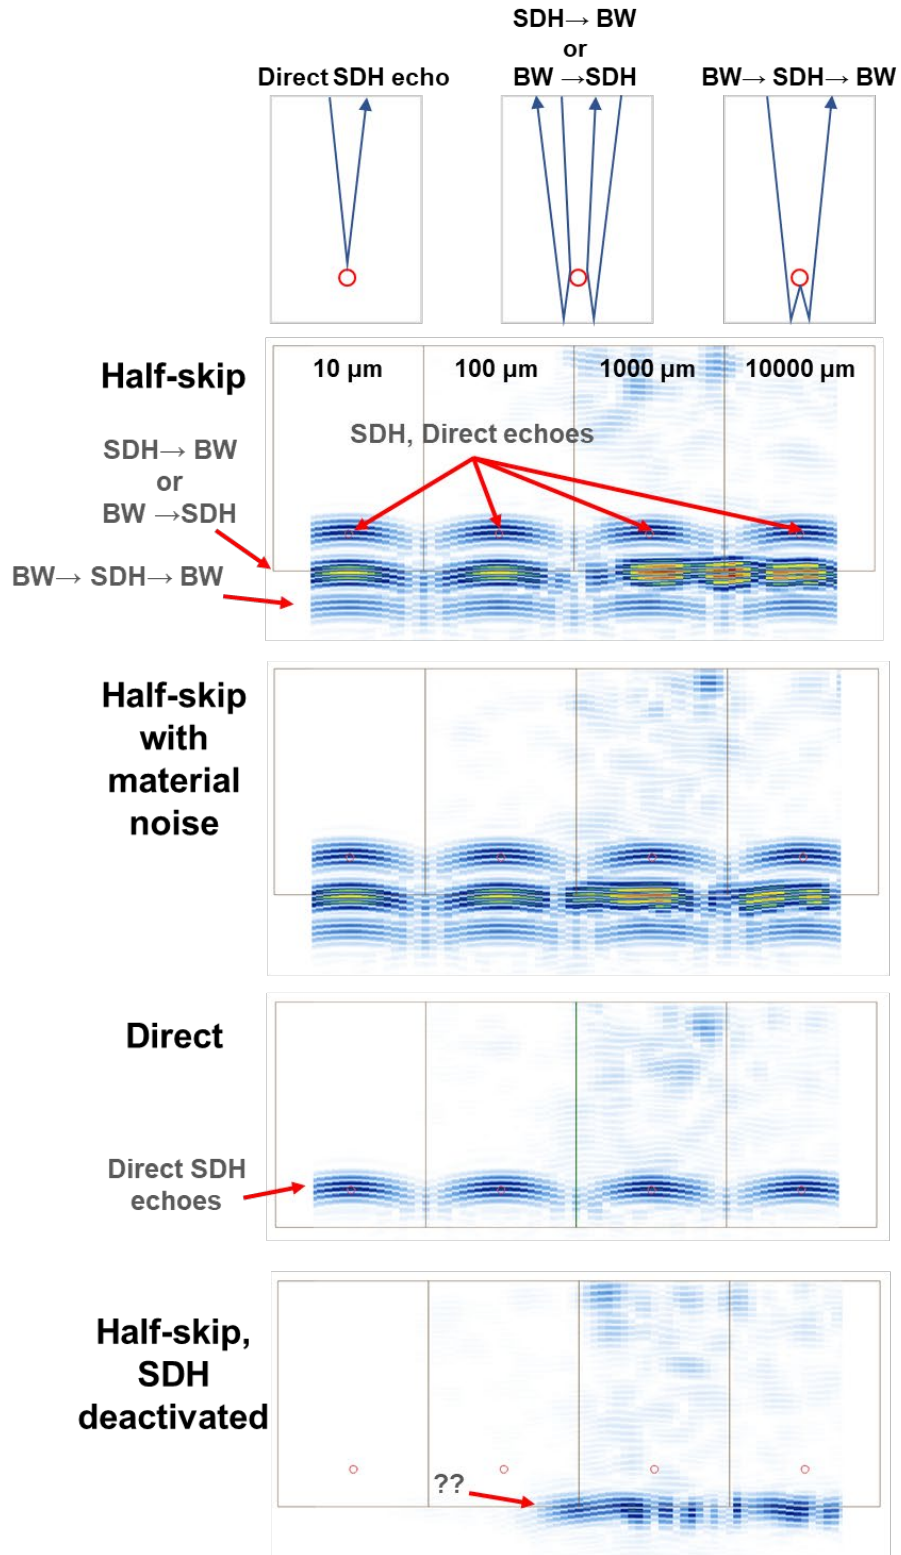 SDH→ BW
or
Direct SDH echo
BW →SDH
BW→ SDH→ BW
Half-skip
10 µm
100 µm
1000 µm
10000 µm
SDH, Direct echoes
SDH→ BW
or
BW →SDH
BW→ SDH→ BW
Half-skip
with
material
noise
Direct
Direct SDH
echoes
Half-skip,
SDH
deactivated
??